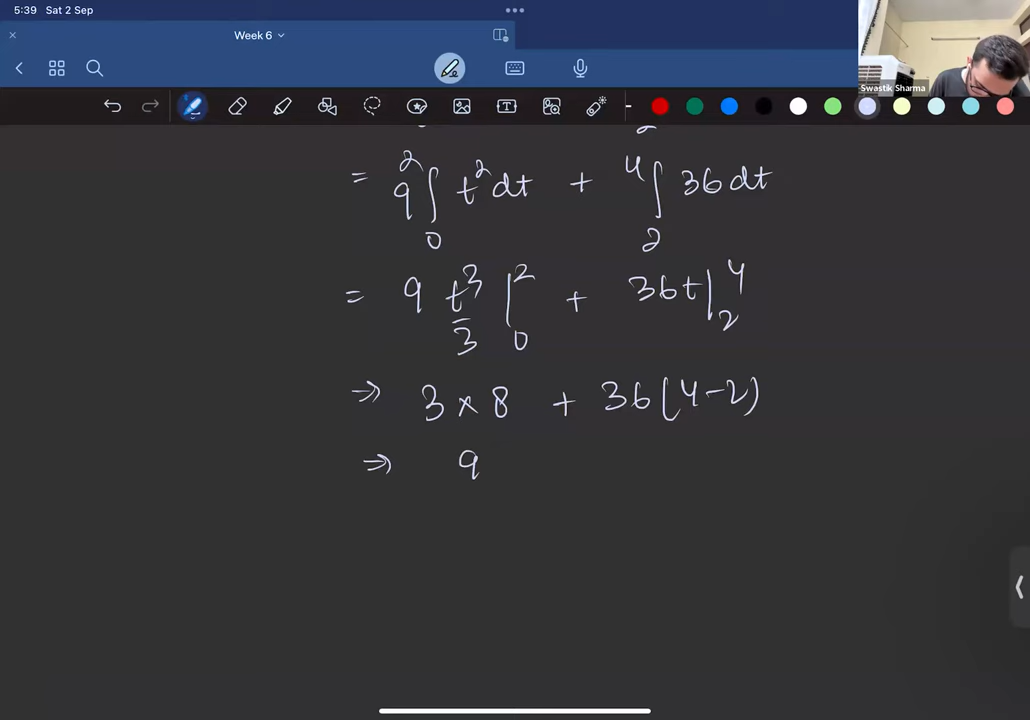 5:39 Sat 2 Sep
Week 6
Swastik Sharma
2
= 9∫₀² t² dt + ∫₂⁴ 36 dt
= 9 t³/3 |₀² + 36t|₂⁴
⇒ 3 × 8 + 36(4-2)
⇒ 9